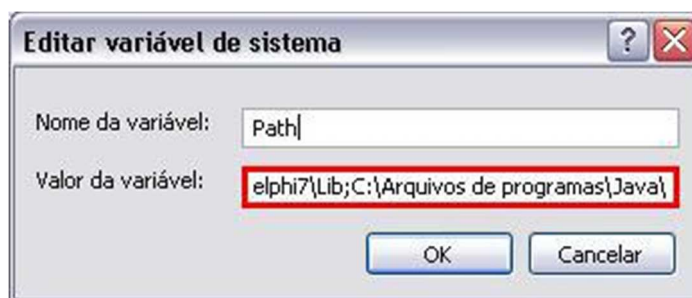 Editar variável de sistema
Nome da variável: Path
Valor da variável: elphi7\Lib;C:\Arquivos de programas\Java\
OK Cancelar